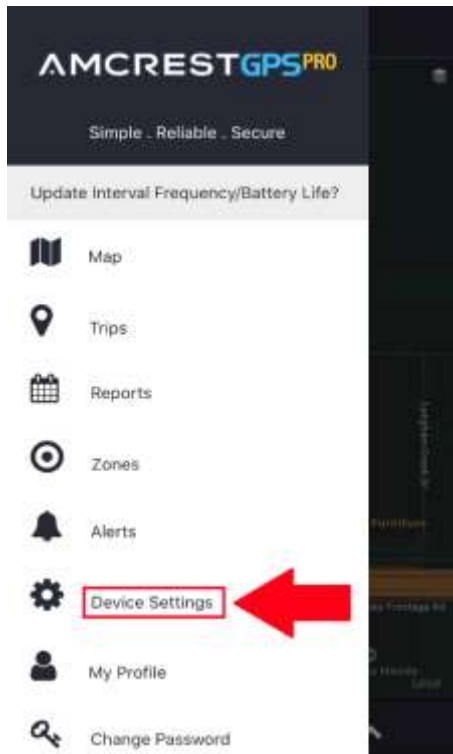 AMCRESTGPSPRO
Simple . Reliable . Secure
Update Interval Frequency/Battery Life?
Map
Trips
Reports
Zones
Alerts
Device Settings
My Profile
Change Password